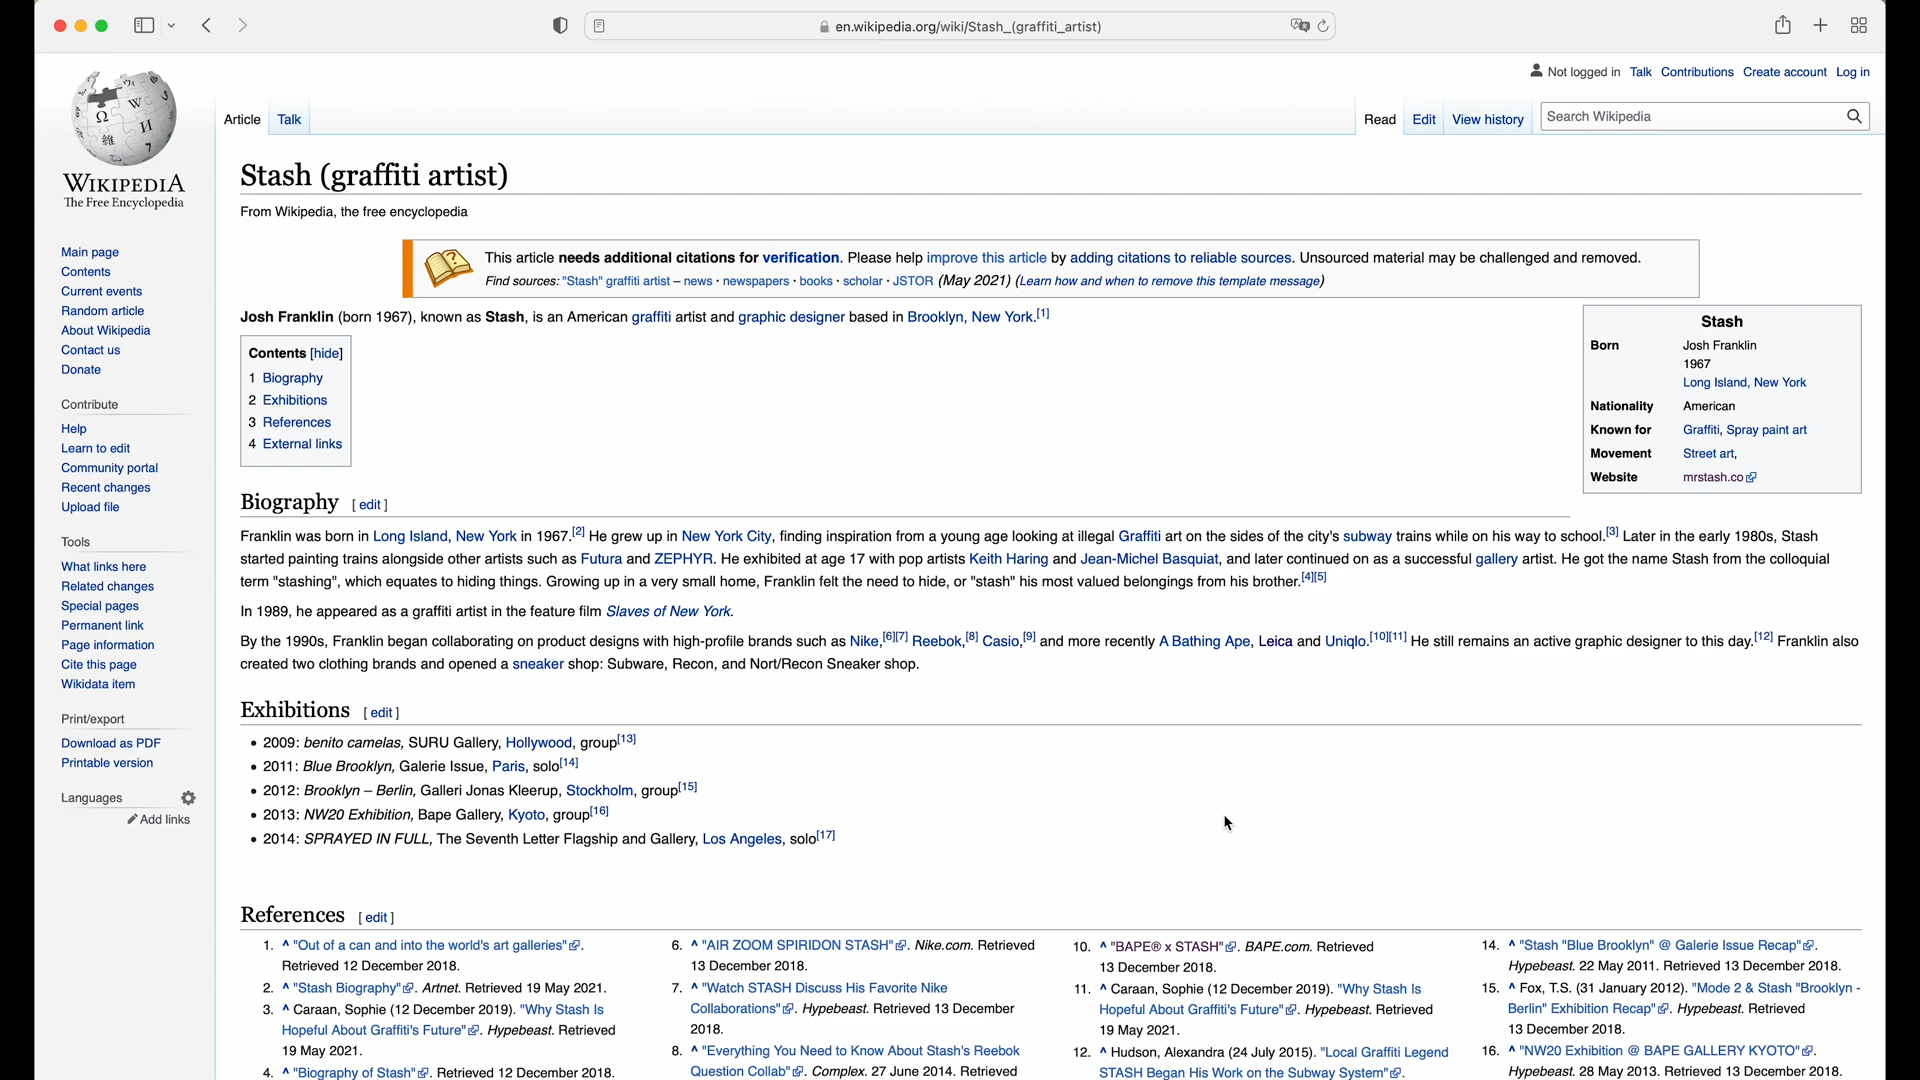 en.wikipedia.org/wiki/Stash_(graffiti_artist)
Not logged in Talk Contributions Create account Log in
Article Talk Read Edit View history Search Wikipedia
WIKIPEDIA
The Free Encyclopedia
Main page
Contents
Current events
Random article
About Wikipedia
Contact us
Donate
Contribute
Help
Learn to edit
Community portal
Recent changes
Upload file
Tools
What links here
Related changes
Special pages
Permanent link
Page information
Cite this page
Wikidata item
Print/export
Download as PDF
Printable version
Languages
Add links
Stash (graffiti artist)
From Wikipedia, the free encyclopedia
This article needs additional citations for verification. Please help improve this article by adding citations to reliable sources. Unsourced material may be challenged and removed.
Find sources: "Stash" graffiti artist – news · newspapers · books · scholar · JSTOR (May 2021) (Learn how and when to remove this template message)
Josh Franklin (born 1967), known as Stash, is an American graffiti artist and graphic designer based in Brooklyn, New York.[1]
Contents [hide]
1 Biography
2 Exhibitions
3 References
4 External links
Stash
Born Josh Franklin
1967
Long Island, New York
Nationality American
Known for Graffiti, Spray paint art
Movement Street art,
Website mrstash.co
Biography [ edit ]
Franklin was born in Long Island, New York in 1967.[2] He grew up in New York City, finding inspiration from a young age looking at illegal Graffiti art on the sides of the city's subway trains while on his way to school.[3] Later in the early 1980s, Stash
started painting trains alongside other artists such as Futura and ZEPHYR. He exhibited at age 17 with pop artists Keith Haring and Jean-Michel Basquiat, and later continued on as a successful gallery artist. He got the name Stash from the colloquial
term "stashing", which equates to hiding things. Growing up in a very small home, Franklin felt the need to hide, or "stash" his most valued belongings from his brother.[4][5]
In 1989, he appeared as a graffiti artist in the feature film Slaves of New York.
By the 1990s, Franklin began collaborating on product designs with high-profile brands such as Nike,[6][7] Reebok,[8] Casio,[9] and more recently A Bathing Ape, Leica and Uniqlo.[10][11] He still remains an active graphic designer to this day.[12] Franklin also
created two clothing brands and opened a sneaker shop: Subware, Recon, and Nort/Recon Sneaker shop.
Exhibitions [ edit ]
• 2009: benito camelas, SURU Gallery, Hollywood, group[13]
• 2011: Blue Brooklyn, Galerie Issue, Paris, solo[14]
• 2012: Brooklyn – Berlin, Galleri Jonas Kleerup, Stockholm, group[15]
• 2013: NW20 Exhibition, Bape Gallery, Kyoto, group[16]
• 2014: SPRAYED IN FULL, The Seventh Letter Flagship and Gallery, Los Angeles, solo[17]
References [ edit ]
1. ^ "Out of a can and into the world's art galleries".
Retrieved 12 December 2018.
2. ^ "Stash Biography". Artnet. Retrieved 19 May 2021.
3. ^ Caraan, Sophie (12 December 2019). "Why Stash Is
Hopeful About Graffiti's Future". Hypebeast. Retrieved
19 May 2021.
4. ^ "Biography of Stash". Retrieved 12 December 2018.
6. ^ "AIR ZOOM SPIRIDON STASH". Nike.com. Retrieved
13 December 2018.
7. ^ "Watch STASH Discuss His Favorite Nike
Collaborations". Hypebeast. Retrieved 13 December
2018.
8. ^ "Everything You Need to Know About Stash's Reebok
Question Collab". Complex. 27 June 2014. Retrieved
10. ^ "BAPE® x STASH". BAPE.com. Retrieved
13 December 2018.
11. ^ Caraan, Sophie (12 December 2019). "Why Stash Is
Hopeful About Graffiti's Future". Hypebeast. Retrieved
19 May 2021.
12. ^ Hudson, Alexandra (24 July 2015). "Local Graffiti Legend
STASH Began His Work on the Subway System".
14. ^ "Stash "Blue Brooklyn" @ Galerie Issue Recap".
Hypebeast. 22 May 2011. Retrieved 13 December 2018.
15. ^ Fox, T.S. (31 January 2012). "Mode 2 & Stash "Brooklyn -
Berlin" Exhibition Recap". Hypebeast. Retrieved
13 December 2018.
16. ^ "NW20 Exhibition @ BAPE GALLERY KYOTO".
Hypebeast. 28 May 2013. Retrieved 13 December 2018.